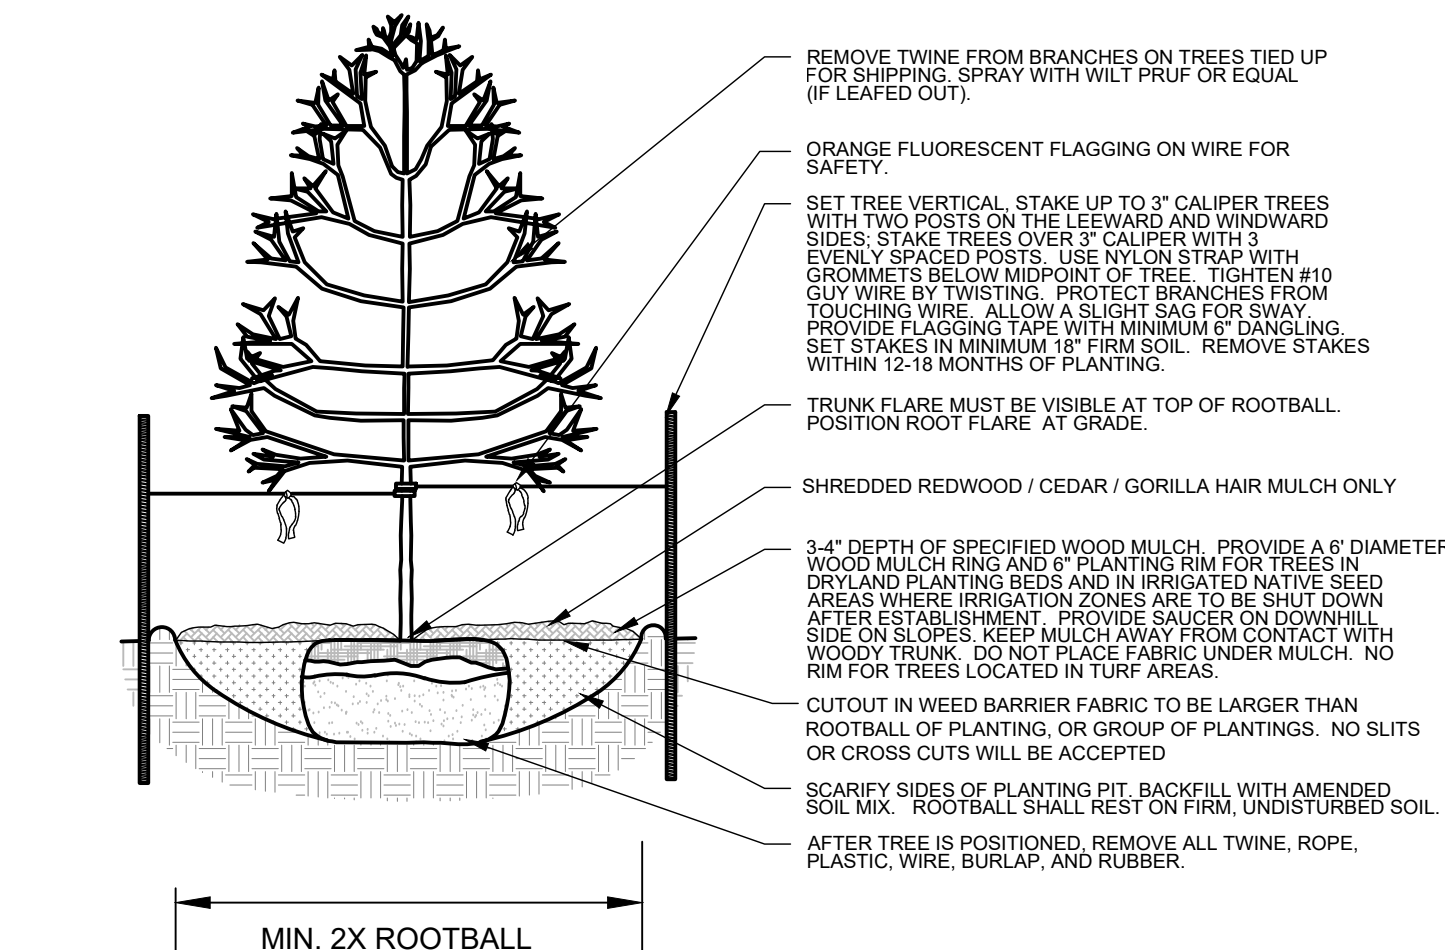 REMOVE TWINE FROM BRANCHES ON TREES TIED UP
FOR SHIPPING. SPRAY WITH WILT PRUF OR EQUAL
(IF LEAFED OUT).
ORANGE FLUORESCENT FLAGGING ON WIRE FOR
SAFETY.
SET TREE VERTICAL, STAKE UP TO 3" CALIPER TREES
WITH TWO POSTS ON THE LEEWARD AND WINDWARD
SIDES; STAKE TREES OVER 3" CALIPER WITH 3
EVENLY SPACED POSTS. USE NYLON STRAP WITH
GROMMETS BELOW MIDPOINT OF TREE. TIGHTEN #10
GUY WIRE BY TWISTING. PROTECT BRANCHES FROM
TOUCHING WIRE. ALLOW A SLIGHT SAG FOR SWAY.
PROVIDE FLAGGING TAPE WITH MINIMUM 6" DANGLING.
SET STAKES IN MINIMUM 18" FIRM SOIL. REMOVE STAKES
WITHIN 12-18 MONTHS OF PLANTING.
TRUNK FLARE MUST BE VISIBLE AT TOP OF ROOTBALL.
POSITION ROOT FLARE AT GRADE.
SHREDDED REDWOOD / CEDAR / GORILLA HAIR MULCH ONLY
3-4" DEPTH OF SPECIFIED WOOD MULCH. PROVIDE A 6' DIAMETER
WOOD MULCH RING AND 6" PLANTING RIM FOR TREES IN
DRYLAND PLANTING BEDS AND IN IRRIGATED NATIVE SEED
AREAS WHERE IRRIGATION ZONES ARE TO BE SHUT DOWN
AFTER ESTABLISHMENT. PROVIDE SAUCER ON DOWNHILL
SIDE ON SLOPES. KEEP MULCH AWAY FROM CONTACT WITH
WOODY TRUNK. DO NOT PLACE FABRIC UNDER MULCH. NO
RIM FOR TREES LOCATED IN TURF AREAS.
CUTOUT IN WEED BARRIER FABRIC TO BE LARGER THAN
ROOTBALL OF PLANTING, OR GROUP OF PLANTINGS. NO SLITS
OR CROSS CUTS WILL BE ACCEPTED
SCARIFY SIDES OF PLANTING PIT. BACKFILL WITH AMENDED
SOIL MIX. ROOTBALL SHALL REST ON FIRM, UNDISTURBED SOIL.
AFTER TREE IS POSITIONED, REMOVE ALL TWINE, ROPE,
PLASTIC, WIRE, BURLAP, AND RUBBER.
MIN. 2X ROOTBALL